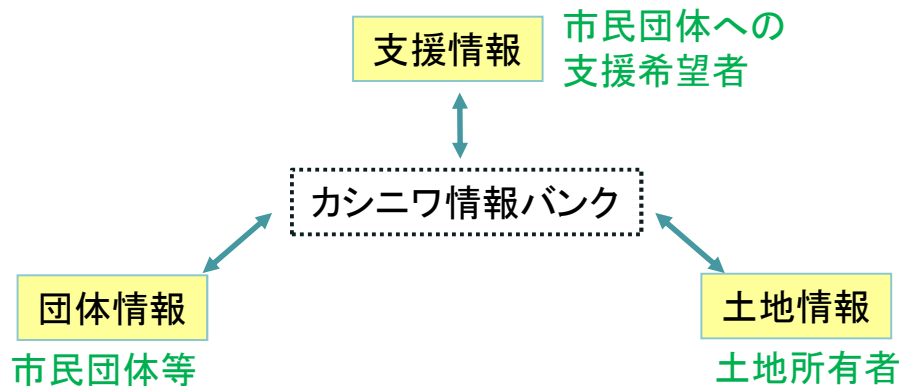 支援情報
市民団体への
支援希望者
カシニワ情報バンク
団体情報
市民団体等
土地情報
土地所有者